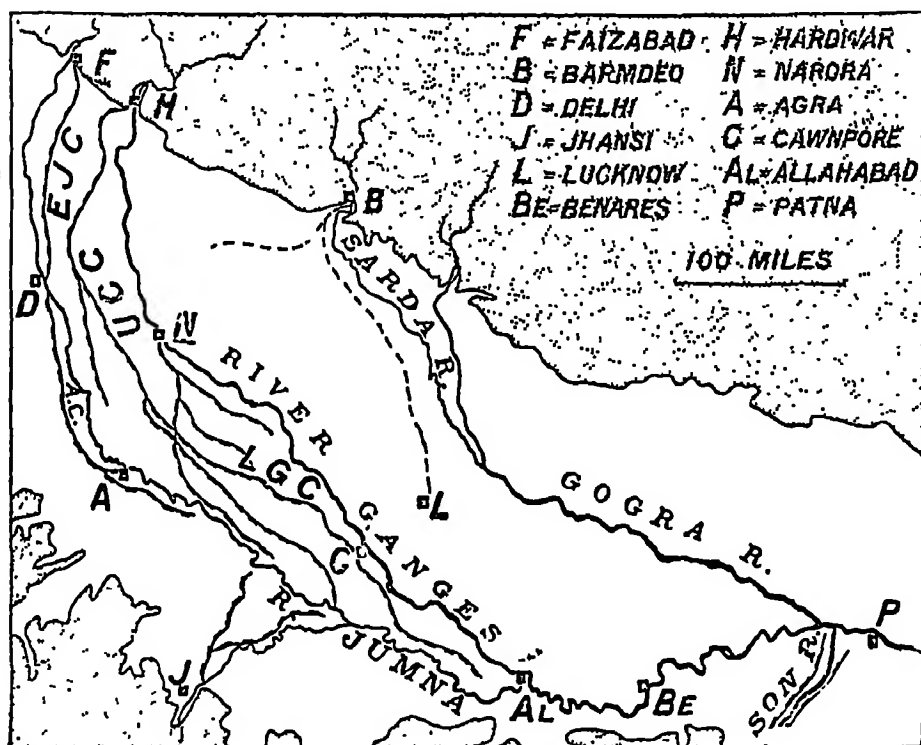 F = FAIZABAD H = HARDWAR
B = BARMDEO N = NARORA
D = DELHI A = AGRA
J = JHANSI C = CAWNPORE
L = LUCKNOW AL = ALLAHABAD
BE = BENARES P = PATNA
100 MILES
F
H
EJC
B
SARDA R.
D
UGC
N
RIVER GANGES
A.C.
LGC
A
L
GOGRA R.
C
R. JUMNA
J
AL
BE
SON R.
P